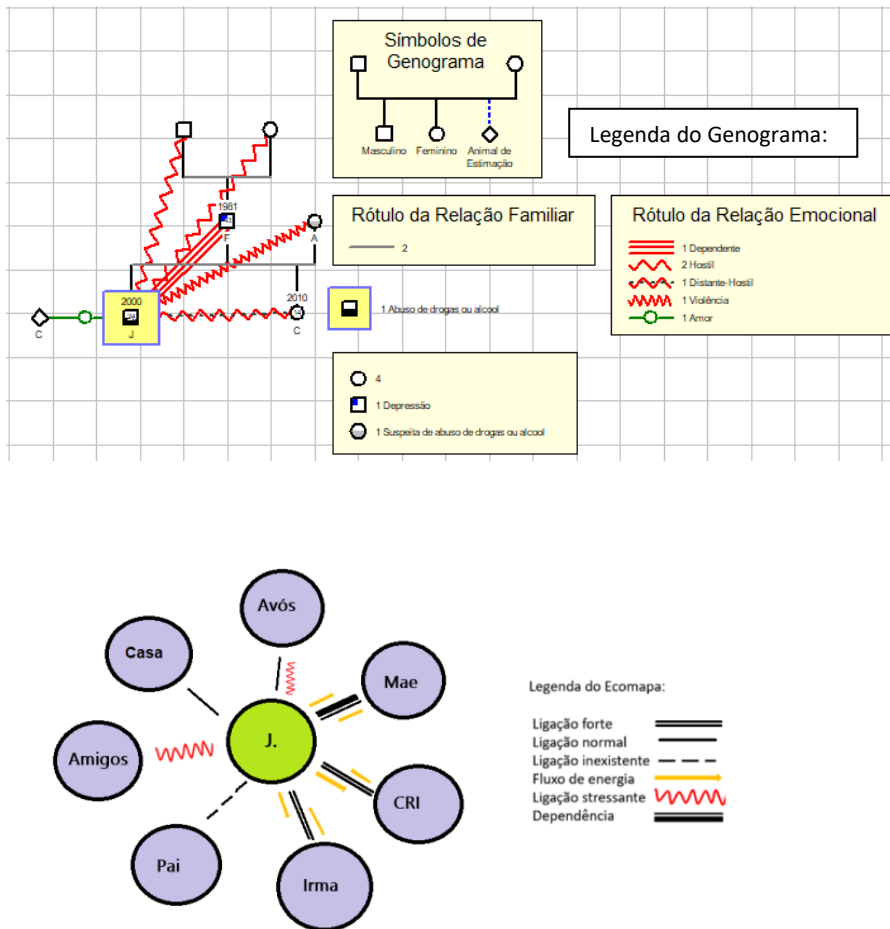 Símbolos de
Genograma
Masculino
Feminino
Animal de
Estimação
Legenda do Genograma:
1981
F
A
Rótulo da Relação Familiar
2
Rótulo da Relação Emocional
1 Dependente
2 Hostil
1 Distante-Hostil
1 Violência
1 Amor
2000
24
J
2010
14
C
C
1 Abuso de drogas ou alcool
4
1 Depressão
1 Suspeita de abuso de drogas ou alcool
Avós
Casa
Mae
J.
Amigos
CRI
Pai
Irma
Legenda do Ecomapa:
Ligação forte
Ligação normal
Ligação inexistente
Fluxo de energia
Ligação stressante
Dependência